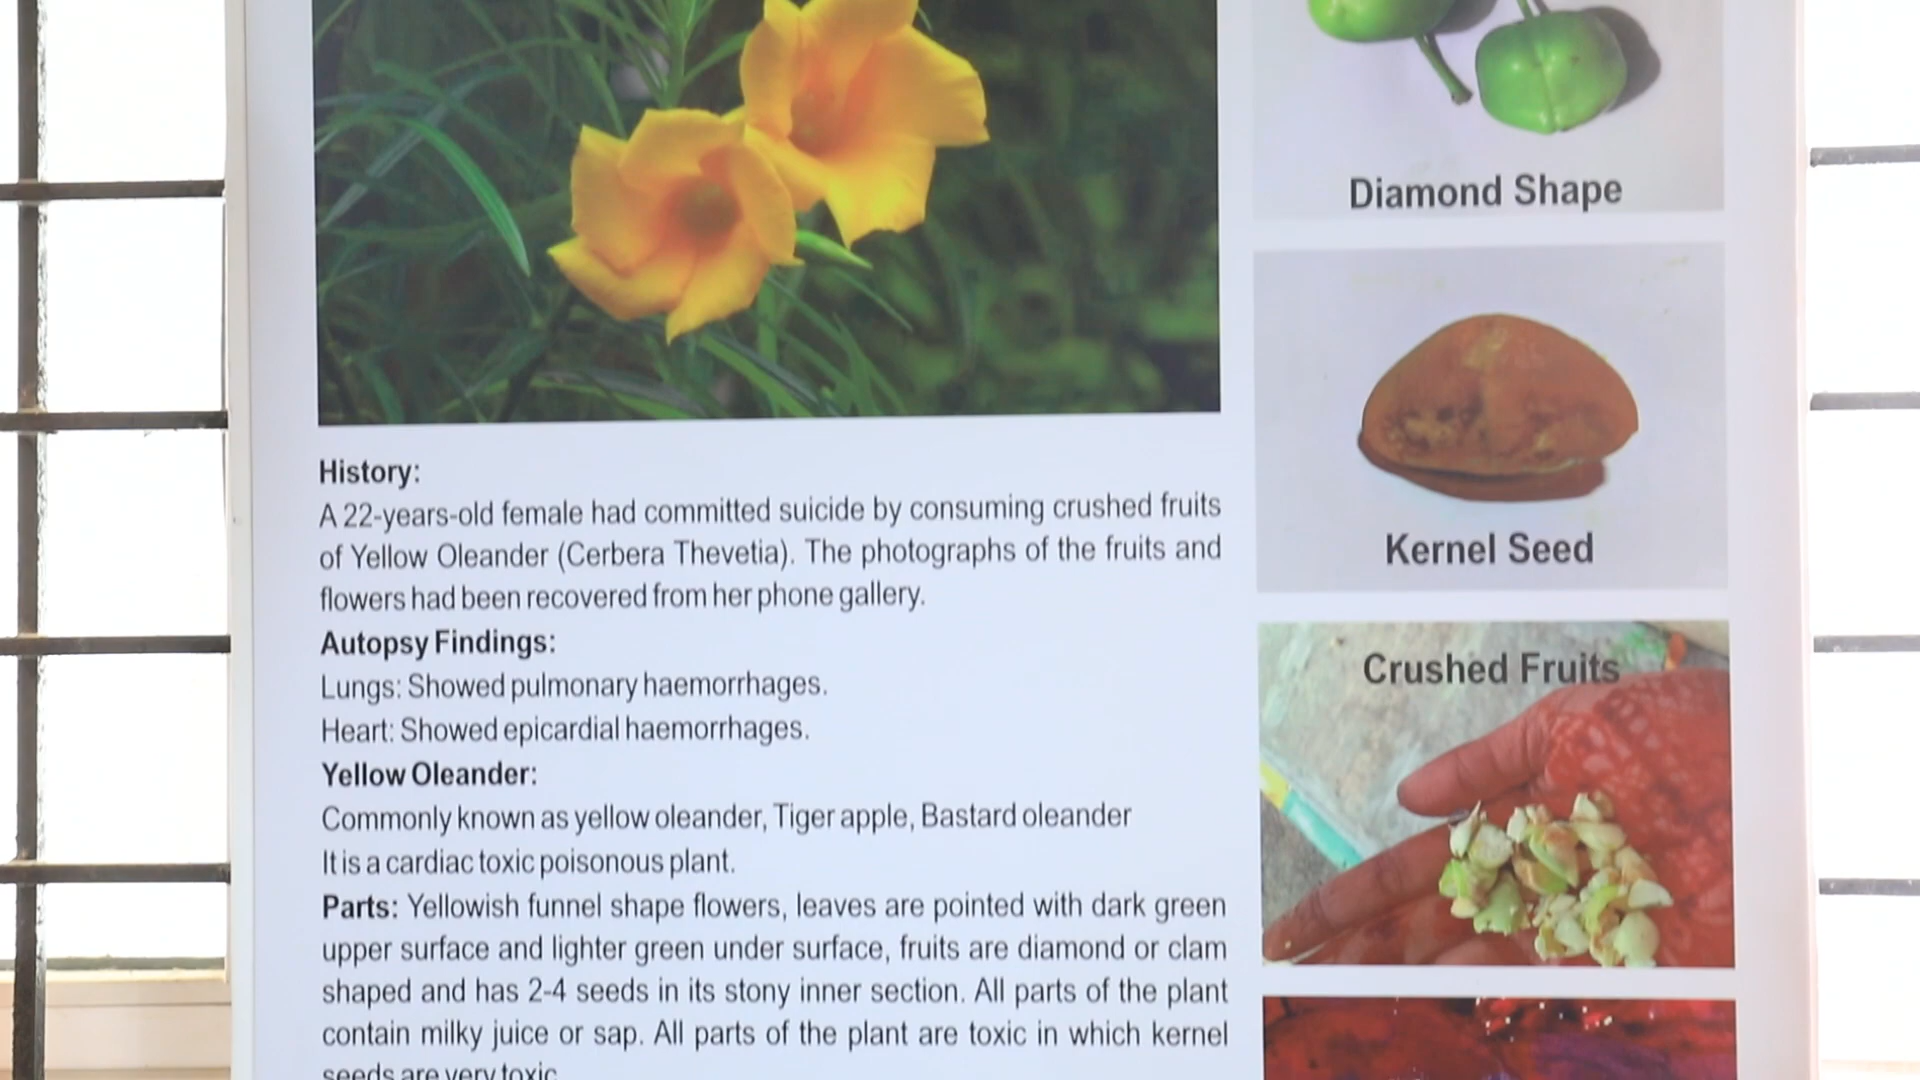 Diamond Shape
Kernel Seed
History:
A 22-years-old female had committed suicide by consuming crushed fruits
of Yellow Oleander (Cerbera Thevetia). The photographs of the fruits and
flowers had been recovered from her phone gallery.
Autopsy Findings:
Lungs: Showed pulmonary haemorrhages.
Heart: Showed epicardial haemorrhages.
Yellow Oleander:
Commonly known as yellow oleander, Tiger apple, Bastard oleander
It is a cardiac toxic poisonous plant.
Parts: Yellowish funnel shape flowers, leaves are pointed with dark green
upper surface and lighter green under surface, fruits are diamond or clam
shaped and has 2-4 seeds in its stony inner section. All parts of the plant
contain milky juice or sap. All parts of the plant are toxic in which kernel
seeds are very toxic
Crushed Fruits